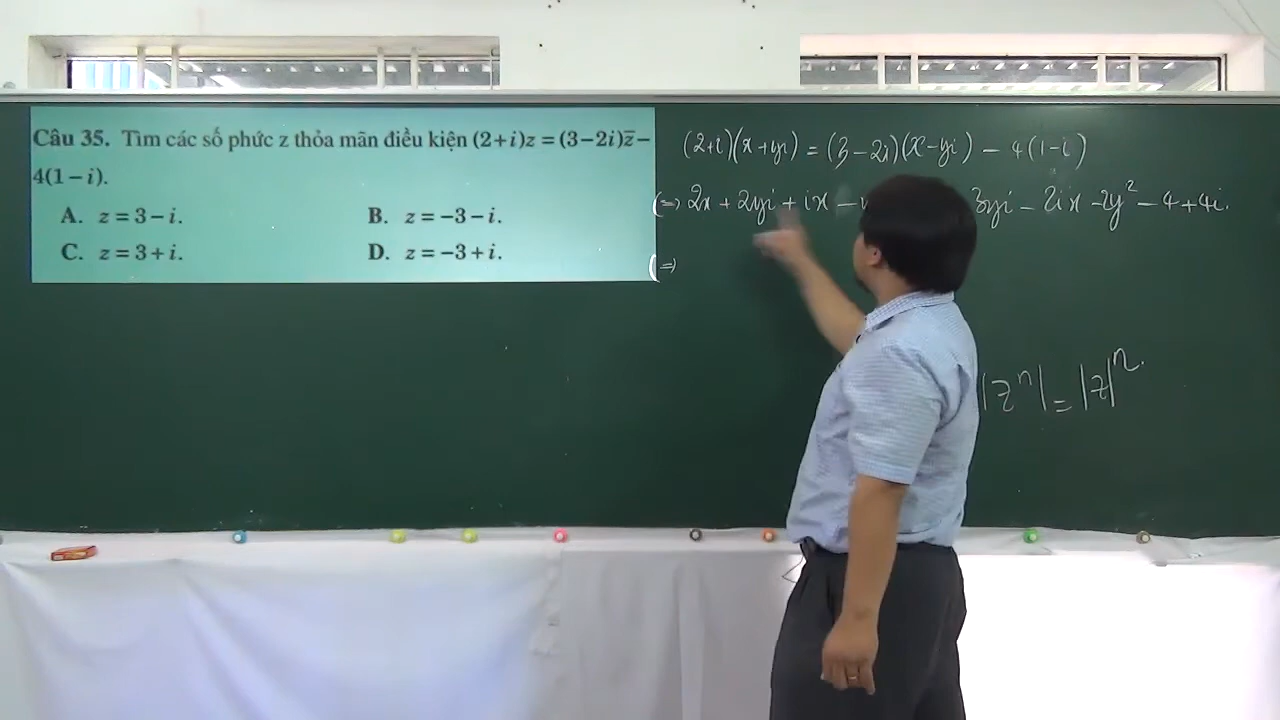 Câu 35. Tìm các số phức z thỏa mãn điều kiện (2+i)z = (3−2i)z̅ −
4(1−i).
A. z = 3−i. B. z = −3−i.
C. z = 3+i. D. z = −3+i.
(2+i)(x+yi) = (3−2i)(x−yi) − 4(1−i)
(=) 2x + 2yi + ix − 3yi − 2ix − 2y² − 4 + 4i.
(=)
|zⁿ| = |z|ⁿ.